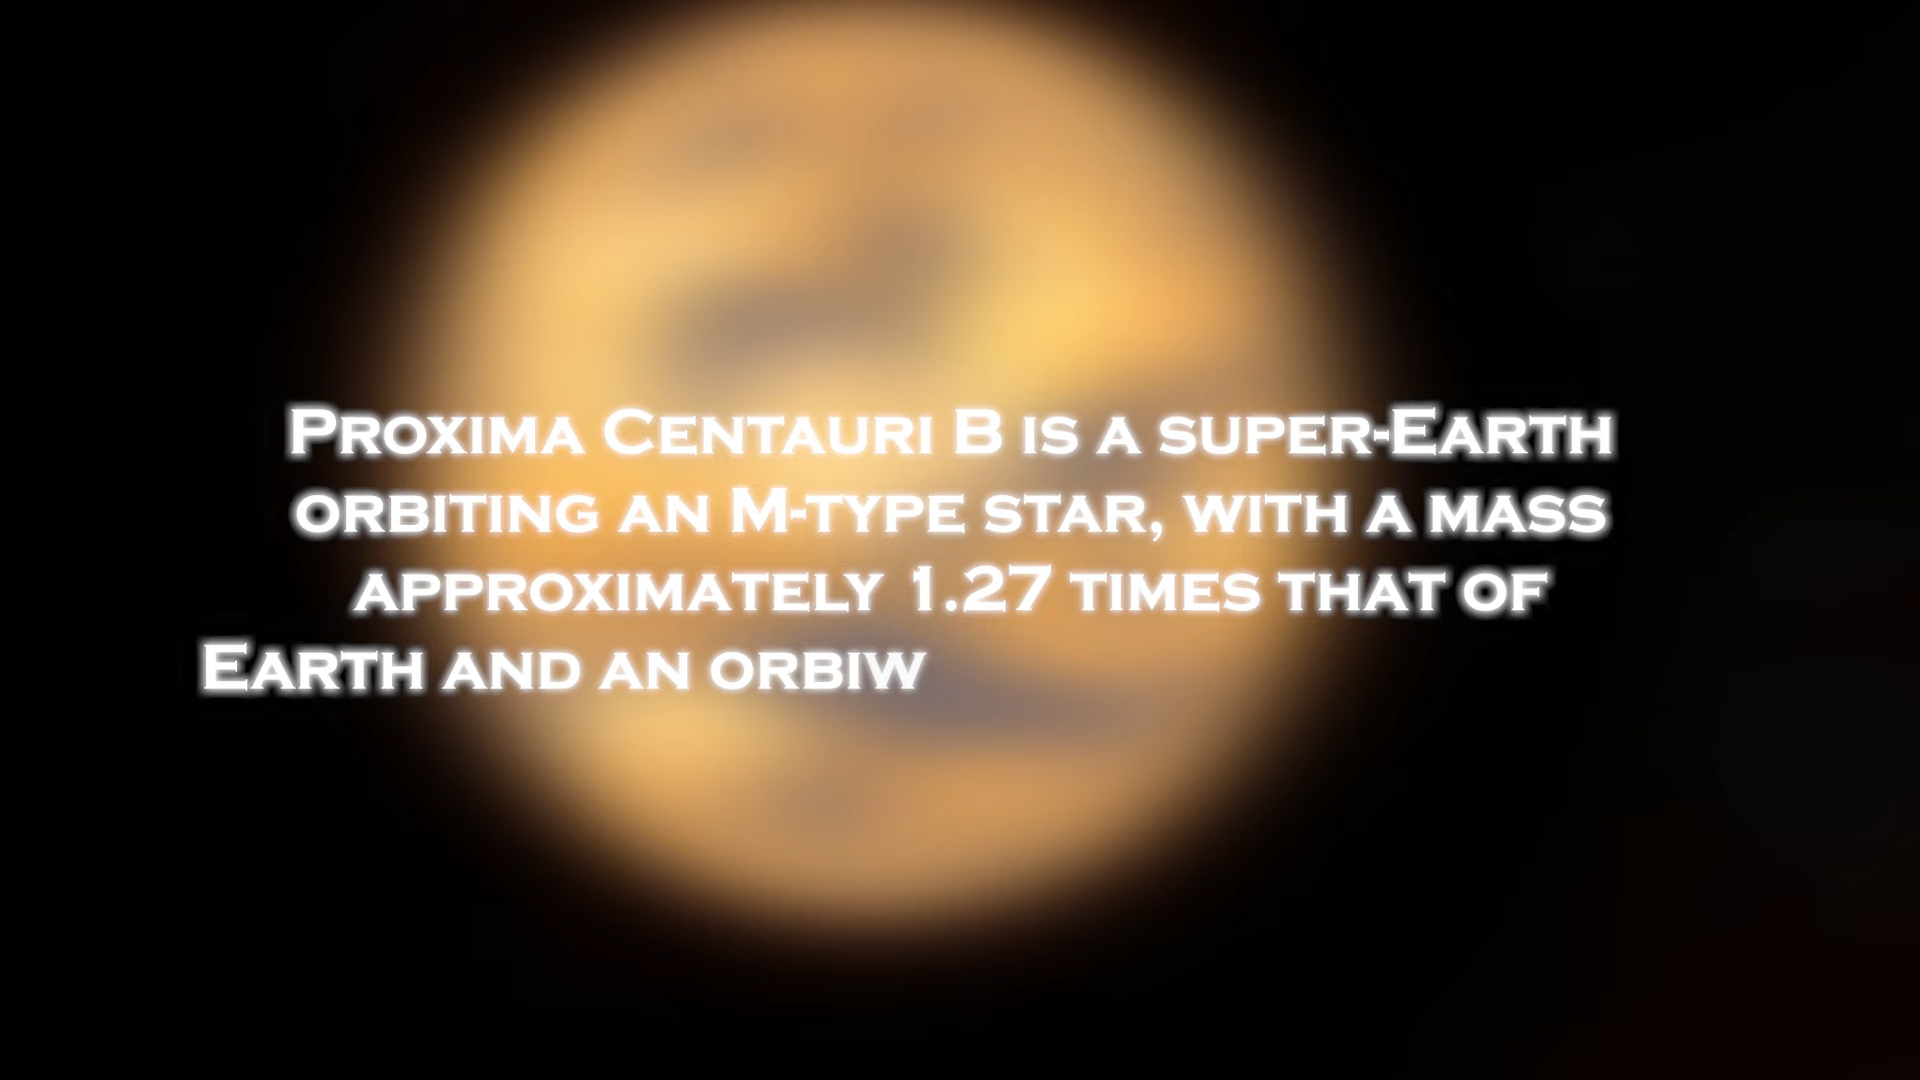 Proxima Centauri B is a super-Earth
orbiting an M-type star, with a mass
approximately 1.27 times that of
Earth and an orbiw